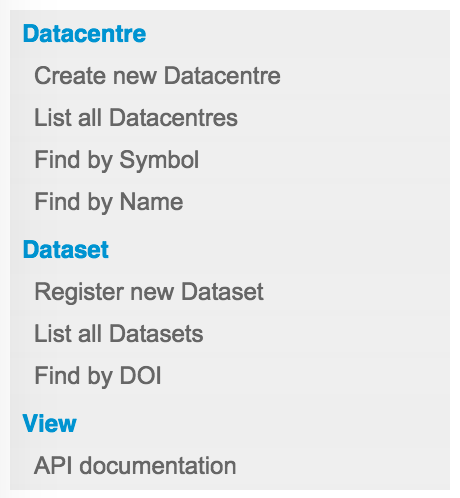 Datacentre
Create new Datacentre
List all Datacentres
Find by Symbol
Find by Name
Dataset
Register new Dataset
List all Datasets
Find by DOI
View
API documentation